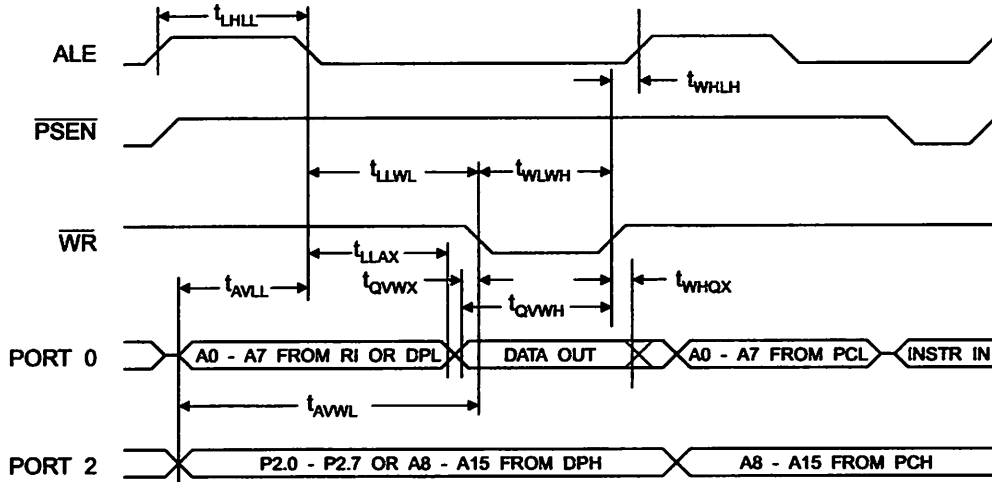 tLHLL
ALE
tWHLH
PSEN
tLLWL
tWLWH
WR
tLLAX
tAVLL
tQVWX
tWHQX
tQVWH
PORT 0
A0 - A7 FROM RI OR DPL
DATA OUT
A0 - A7 FROM PCL
INSTR IN
tAVWL
PORT 2
P2.0 - P2.7 OR A8 - A15 FROM DPH
A8 - A15 FROM PCH